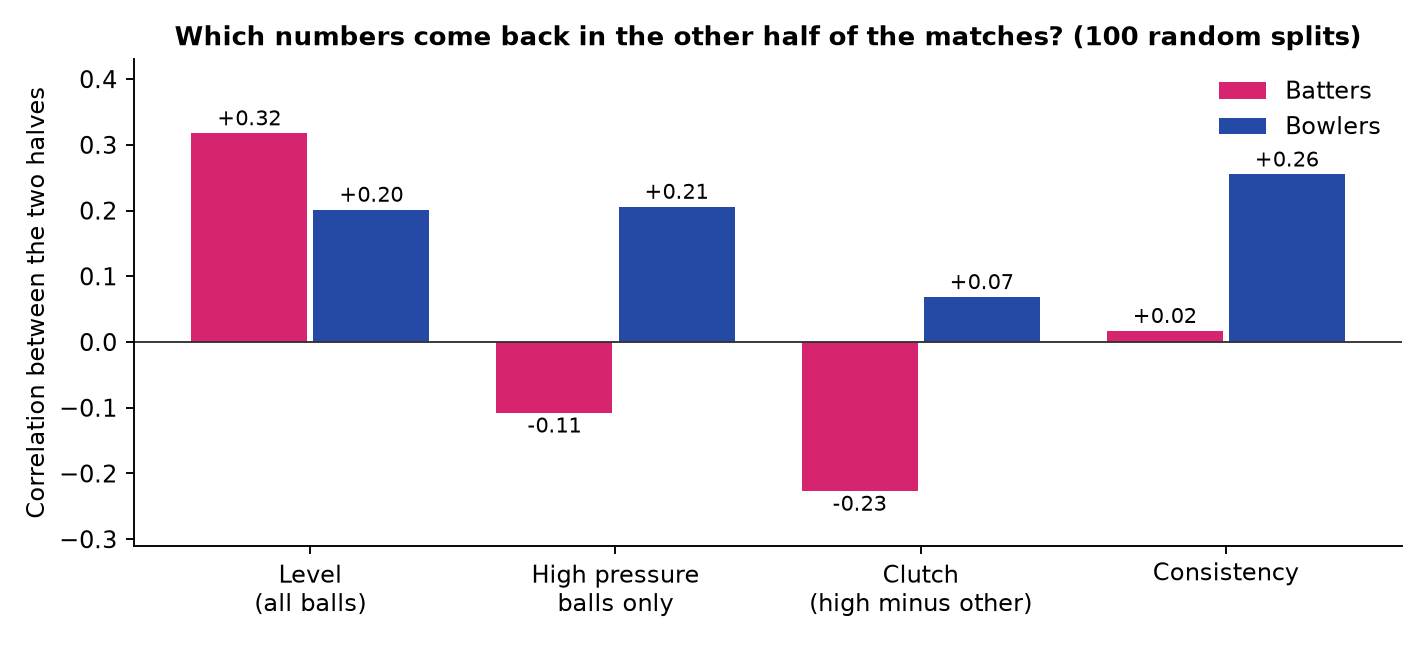 Which numbers come back in the other half of the matches? (100 random splits)
Correlation between the two halves
0.4
0.3
0.2
0.1
0.0
−0.1
−0.2
−0.3
Batters
Bowlers
+0.32
+0.20
-0.11
+0.21
-0.23
+0.07
+0.02
+0.26
Level
(all balls)
High pressure
balls only
Clutch
(high minus other)
Consistency